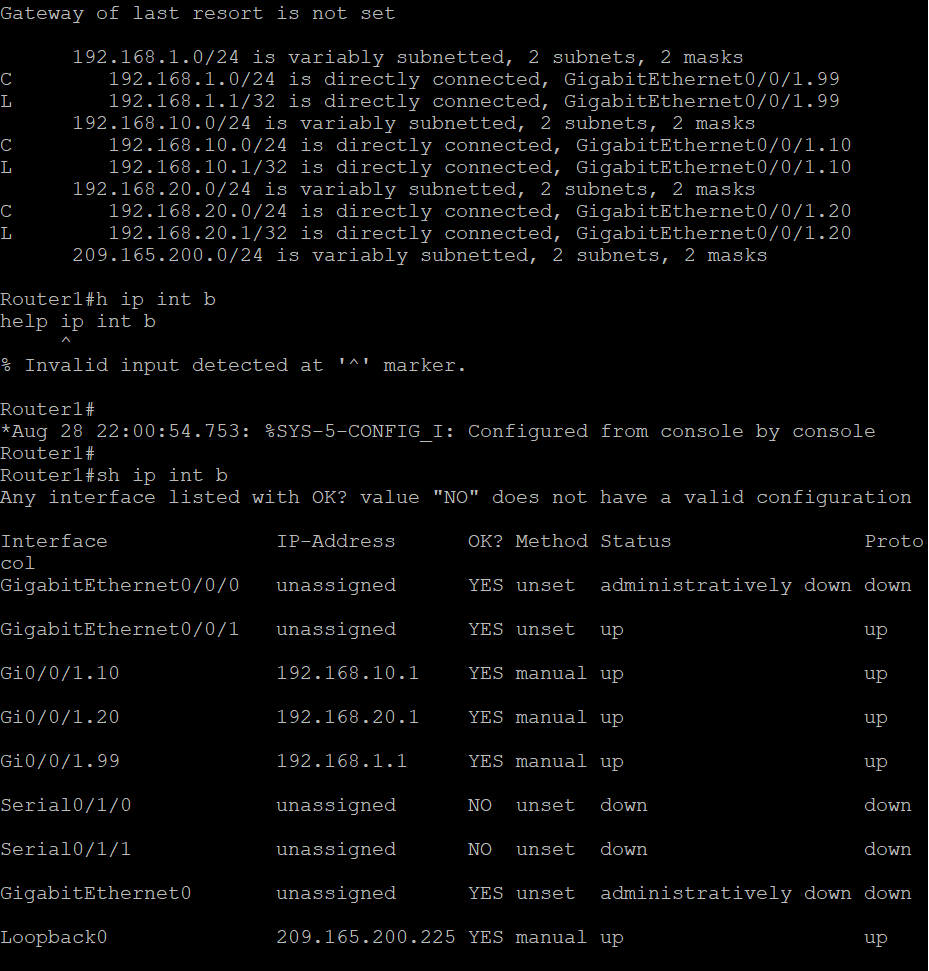 Gateway of last resort is not set
      192.168.1.0/24 is variably subnetted, 2 subnets, 2 masks
C        192.168.1.0/24 is directly connected, GigabitEthernet0/0/1.99
L        192.168.1.1/32 is directly connected, GigabitEthernet0/0/1.99
      192.168.10.0/24 is variably subnetted, 2 subnets, 2 masks
C        192.168.10.0/24 is directly connected, GigabitEthernet0/0/1.10
L        192.168.10.1/32 is directly connected, GigabitEthernet0/0/1.10
      192.168.20.0/24 is variably subnetted, 2 subnets, 2 masks
C        192.168.20.0/24 is directly connected, GigabitEthernet0/0/1.20
L        192.168.20.1/32 is directly connected, GigabitEthernet0/0/1.20
      209.165.200.0/24 is variably subnetted, 2 subnets, 2 masks
Router1#h ip int b
help ip int b
     ^
% Invalid input detected at '^' marker.
Router1#
*Aug 28 22:00:54.753: %SYS-5-CONFIG_I: Configured from console by console
Router1#
Router1#sh ip int b
Any interface listed with OK? value "NO" does not have a valid configuration
Interface              IP-Address      OK? Method Status                Proto
col
GigabitEthernet0/0/0   unassigned      YES unset  administratively down down
GigabitEthernet0/0/1   unassigned      YES unset  up                    up
Gi0/0/1.10             192.168.10.1    YES manual up                    up
Gi0/0/1.20             192.168.20.1    YES manual up                    up
Gi0/0/1.99             192.168.1.1     YES manual up                    up
Serial0/1/0            unassigned      NO  unset  down                  down
Serial0/1/1            unassigned      NO  unset  down                  down
GigabitEthernet0       unassigned      YES unset  administratively down down
Loopback0              209.165.200.225 YES manual up                    up